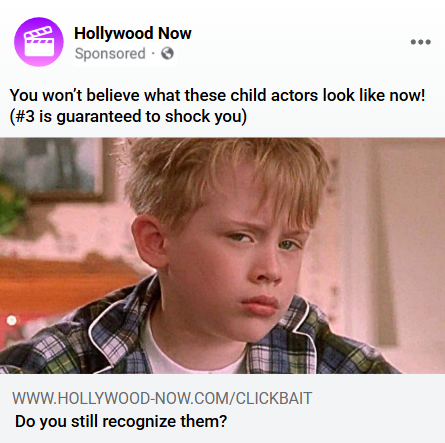 Hollywood Now
Sponsored ·
You won't believe what these child actors look like now!
(#3 is guaranteed to shock you)
WWW.HOLLYWOOD-NOW.COM/CLICKBAIT
Do you still recognize them?